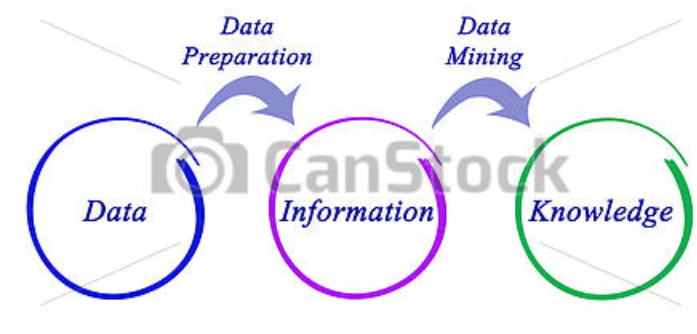 Data
Preparation
Data
Mining
CanStock
Data
Information
Knowledge